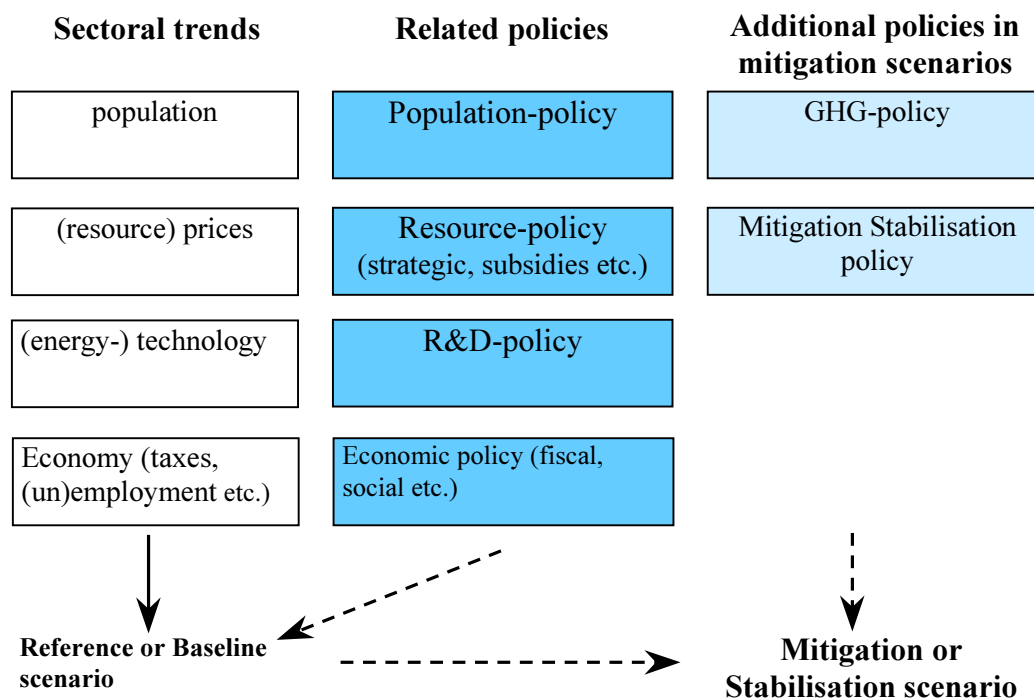 Sectoral trends
Related policies
Additional policies in
mitigation scenarios
population
Population-policy
GHG-policy
(resource) prices
Resource-policy
(strategic, subsidies etc.)
Mitigation Stabilisation
policy
(energy-) technology
R&D-policy
Economy (taxes,
(un)employment etc.)
Economic policy (fiscal,
social etc.)
Reference or Baseline
scenario
Mitigation or
Stabilisation scenario